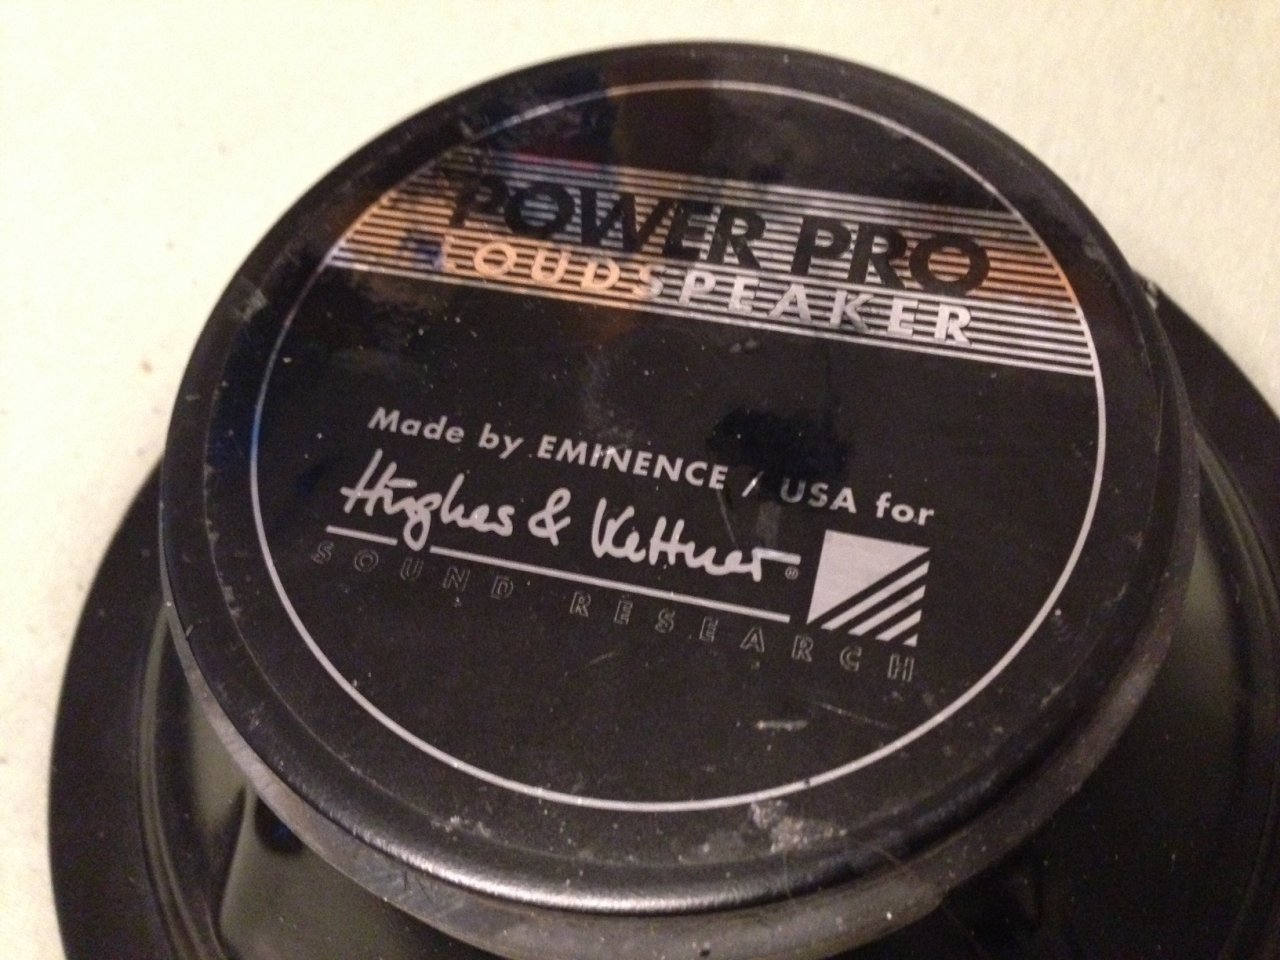 POWER PRO
LOUDSPEAKER
Made by EMINENCE / USA for
Hughes & Kettner®
SOUND RESEARCH